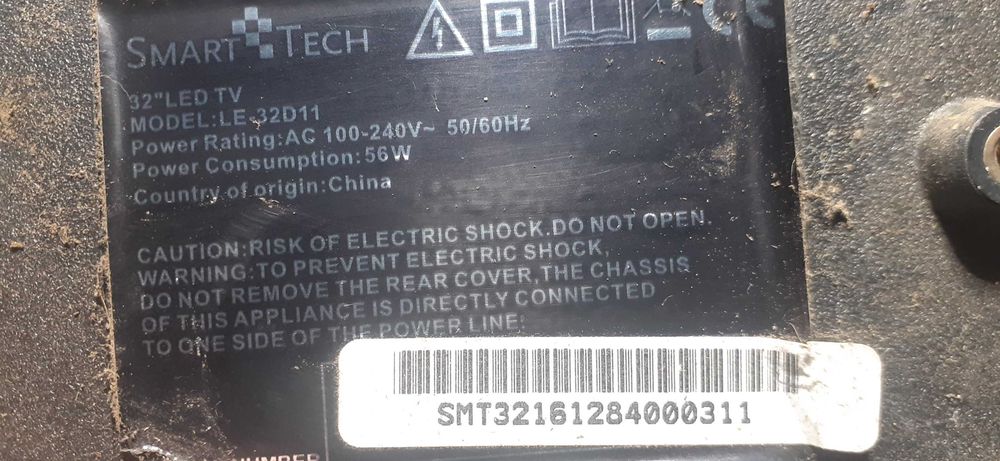 SMART TECH
CE
32"LED TV
MODEL:LE-32D11
Power Rating:AC 100-240V~ 50/60Hz
Power Consumption:56W
Country of origin:China
CAUTION:RISK OF ELECTRIC SHOCK.DO NOT OPEN.
WARNING:TO PREVENT ELECTRIC SHOCK,
DO NOT REMOVE THE REAR COVER, THE CHASSIS
OF THIS APPLIANCE IS DIRECTLY CONNECTED
TO ONE SIDE OF THE POWER LINE.
SMT32161284000311
NUMBER